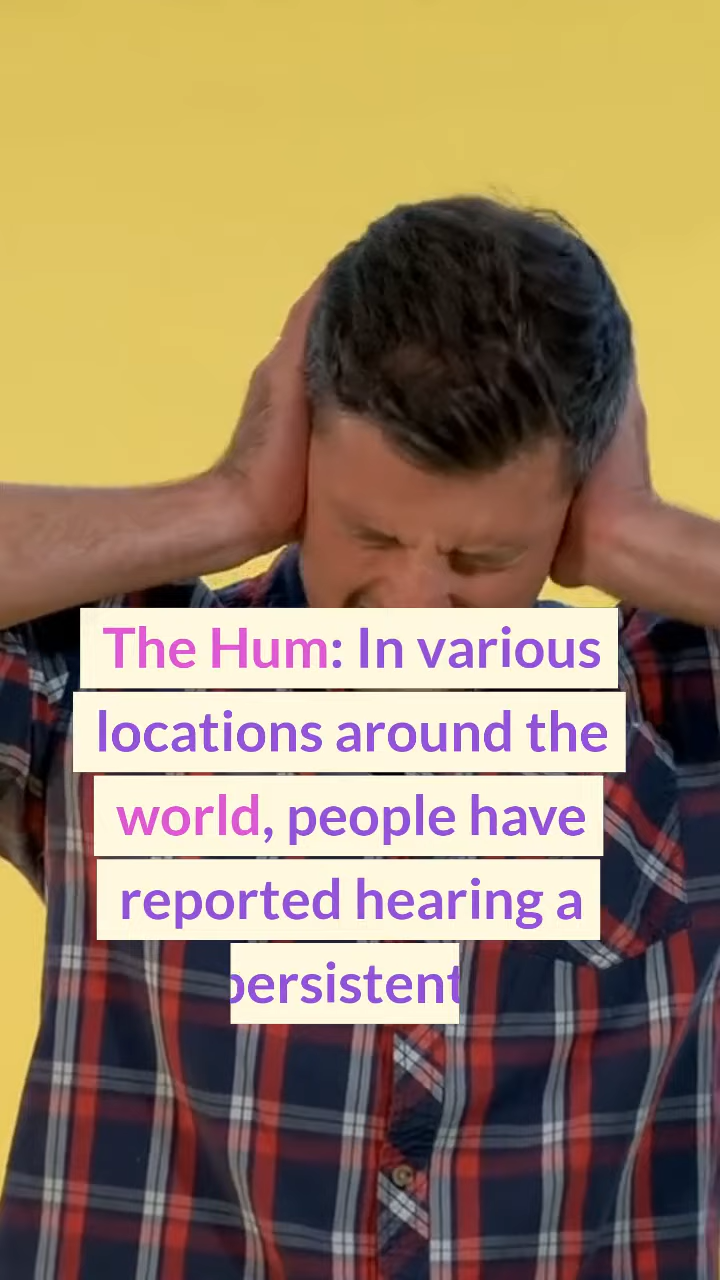 The Hum: In various
locations around the
world, people have
reported hearing a
persistent